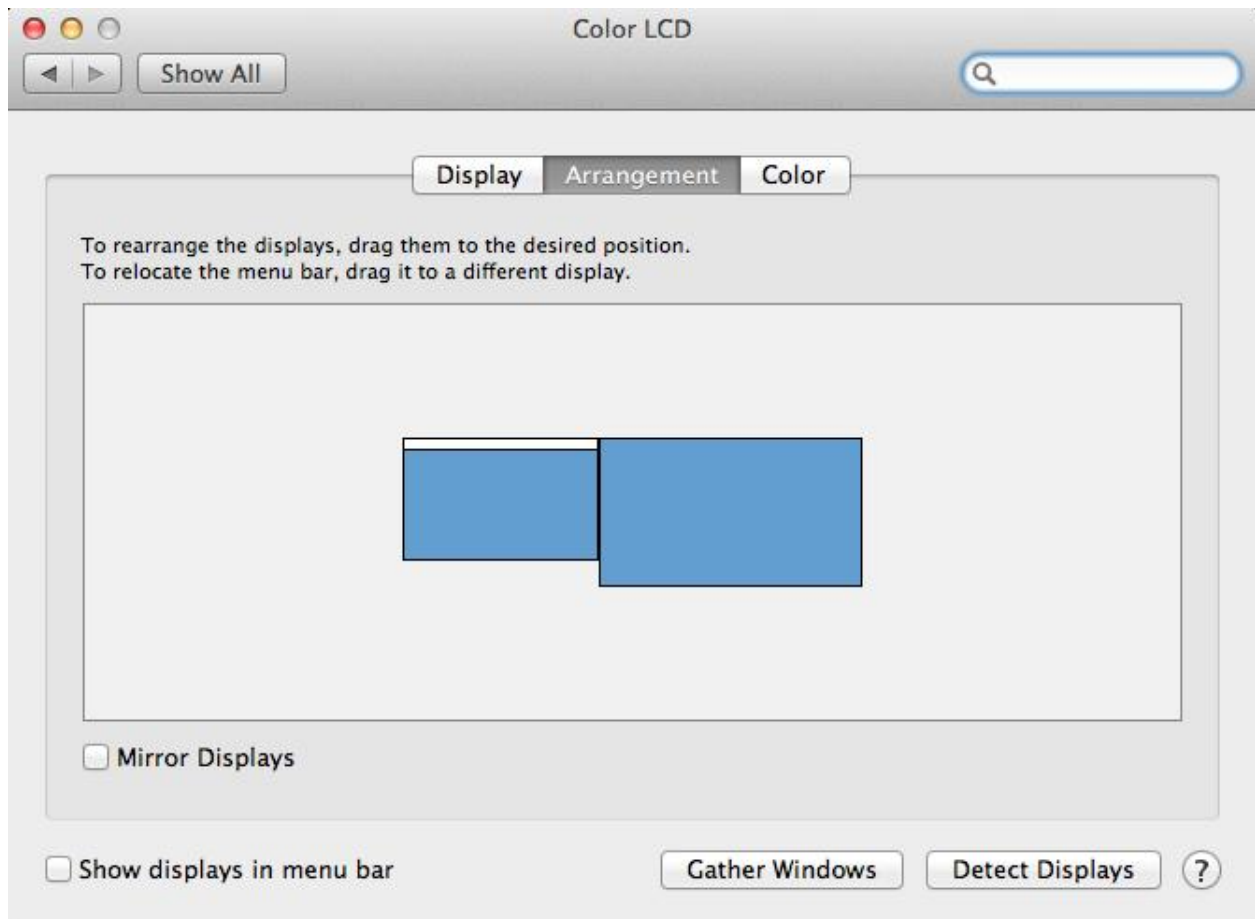 Color LCD
Show All
Display Arrangement Color
To rearrange the displays, drag them to the desired position.
To relocate the menu bar, drag it to a different display.
Mirror Displays
Show displays in menu bar Gather Windows Detect Displays ?